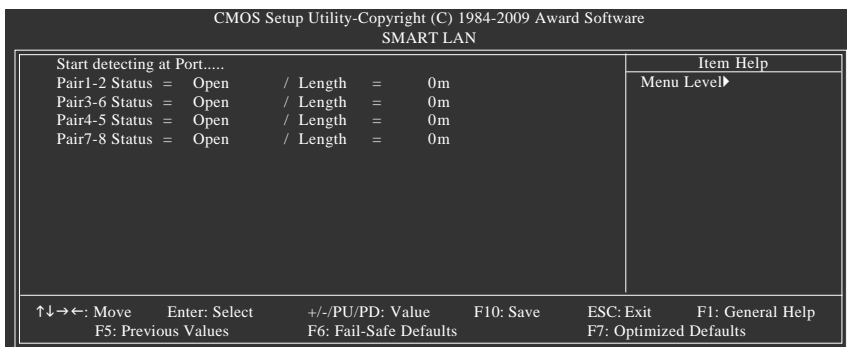 CMOS Setup Utility-Copyright (C) 1984-2009 Award Software
SMART LAN
Start detecting at Port.....
Pair1-2 Status = Open / Length = 0m
Pair3-6 Status = Open / Length = 0m
Pair4-5 Status = Open / Length = 0m
Pair7-8 Status = Open / Length = 0m
Item Help
Menu Level▶
↑↓→←: Move Enter: Select +/-/PU/PD: Value F10: Save ESC: Exit F1: General Help
F5: Previous Values F6: Fail-Safe Defaults F7: Optimized Defaults